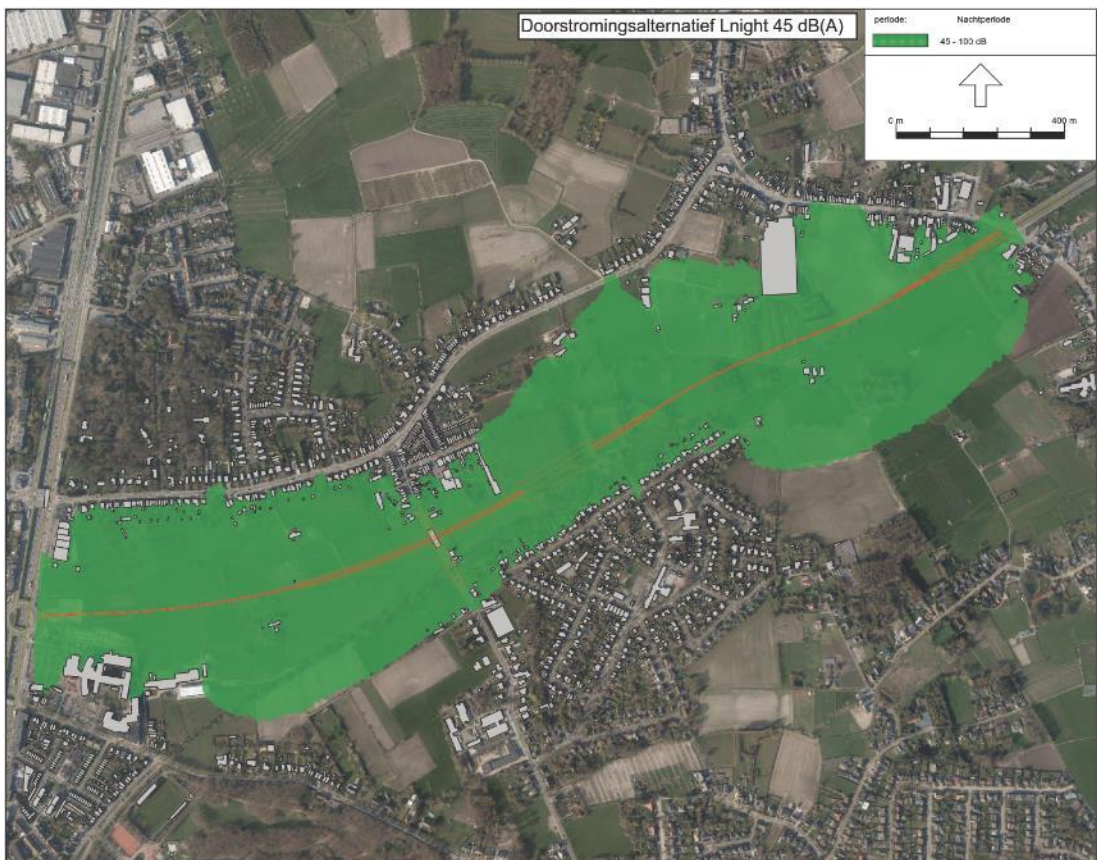 Doorstromingsalternatief Lnight 45 dB(A)
periode: Nachtperiode
45 - 100 dB
0 m 400 m